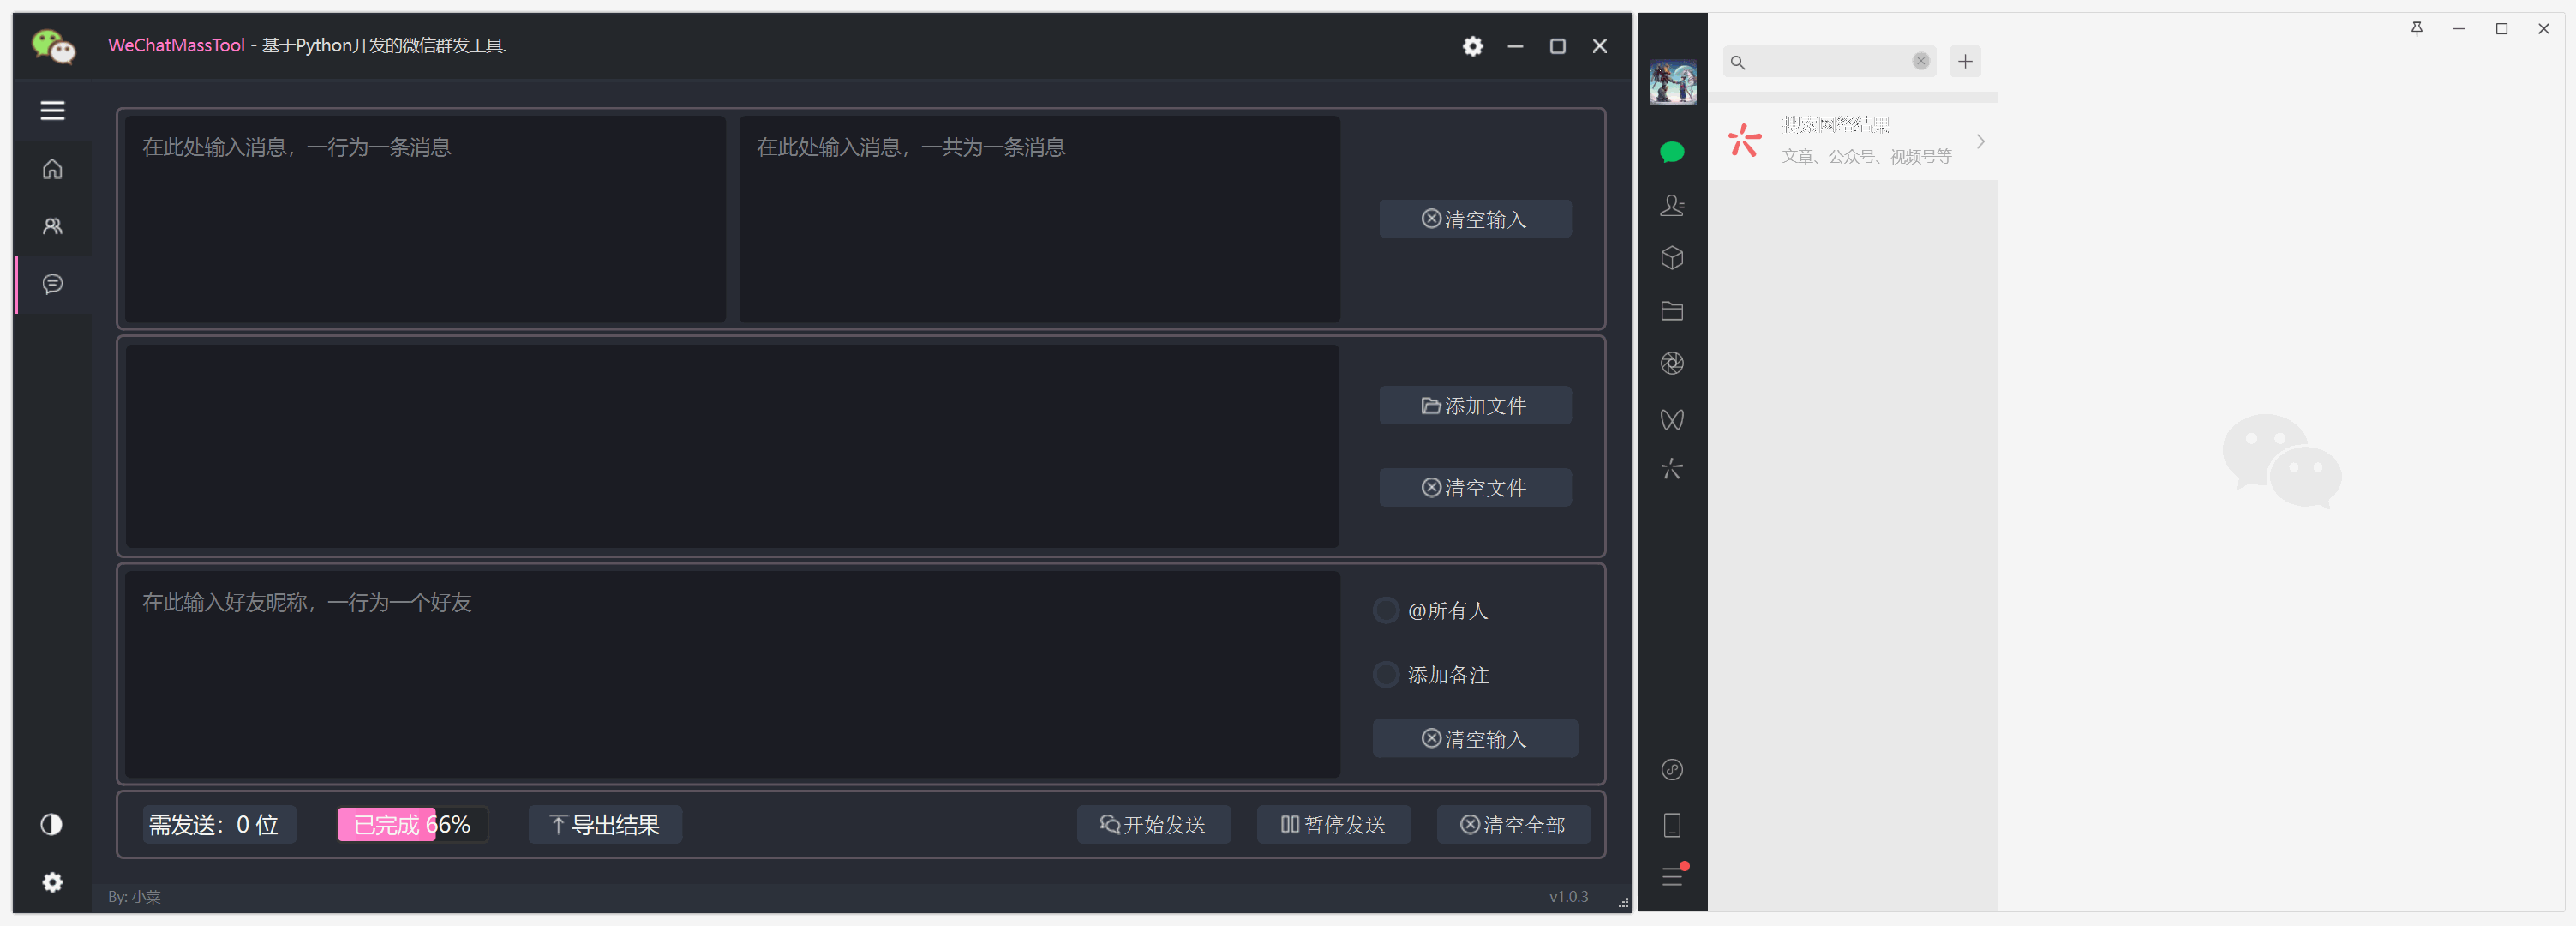 WeChatMassTool - 基于Python开发的微信群发工具.
在此处输入消息，一行为一条消息
在此处输入消息，一共为一条消息
清空输入
添加文件
清空文件
在此输入好友昵称，一行为一个好友
@所有人
添加备注
清空输入
需发送：0 位
已完成 66%
导出结果
开始发送
暂停发送
清空全部
By: 小菜
v1.0.3
搜索网络结果
文章、公众号、视频号等